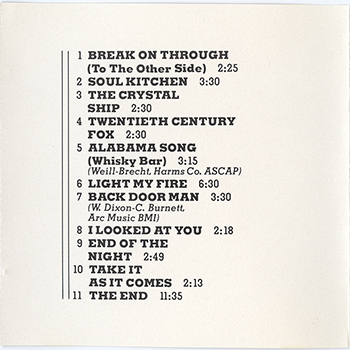 1 BREAK ON THROUGH
(To The Other Side) 2:25
2 SOUL KITCHEN 3:30
3 THE CRYSTAL
SHIP 2:30
4 TWENTIETH CENTURY
FOX 2:30
5 ALABAMA SONG
(Whisky Bar) 3:15
(Weill-Brecht, Harms Co. ASCAP)
6 LIGHT MY FIRE 6:30
7 BACK DOOR MAN 3:30
(W. Dixon-C. Burnett,
Arc Music BMI)
8 I LOOKED AT YOU 2:18
9 END OF THE
NIGHT 2:49
10 TAKE IT
AS IT COMES 2:13
11 THE END 11:35